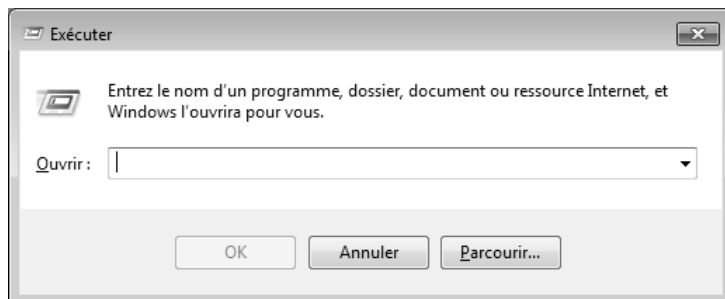 Exécuter
Entrez le nom d'un programme, dossier, document ou ressource Internet, et
Windows l'ouvrira pour vous.
Ouvrir :
OK Annuler Parcourir...